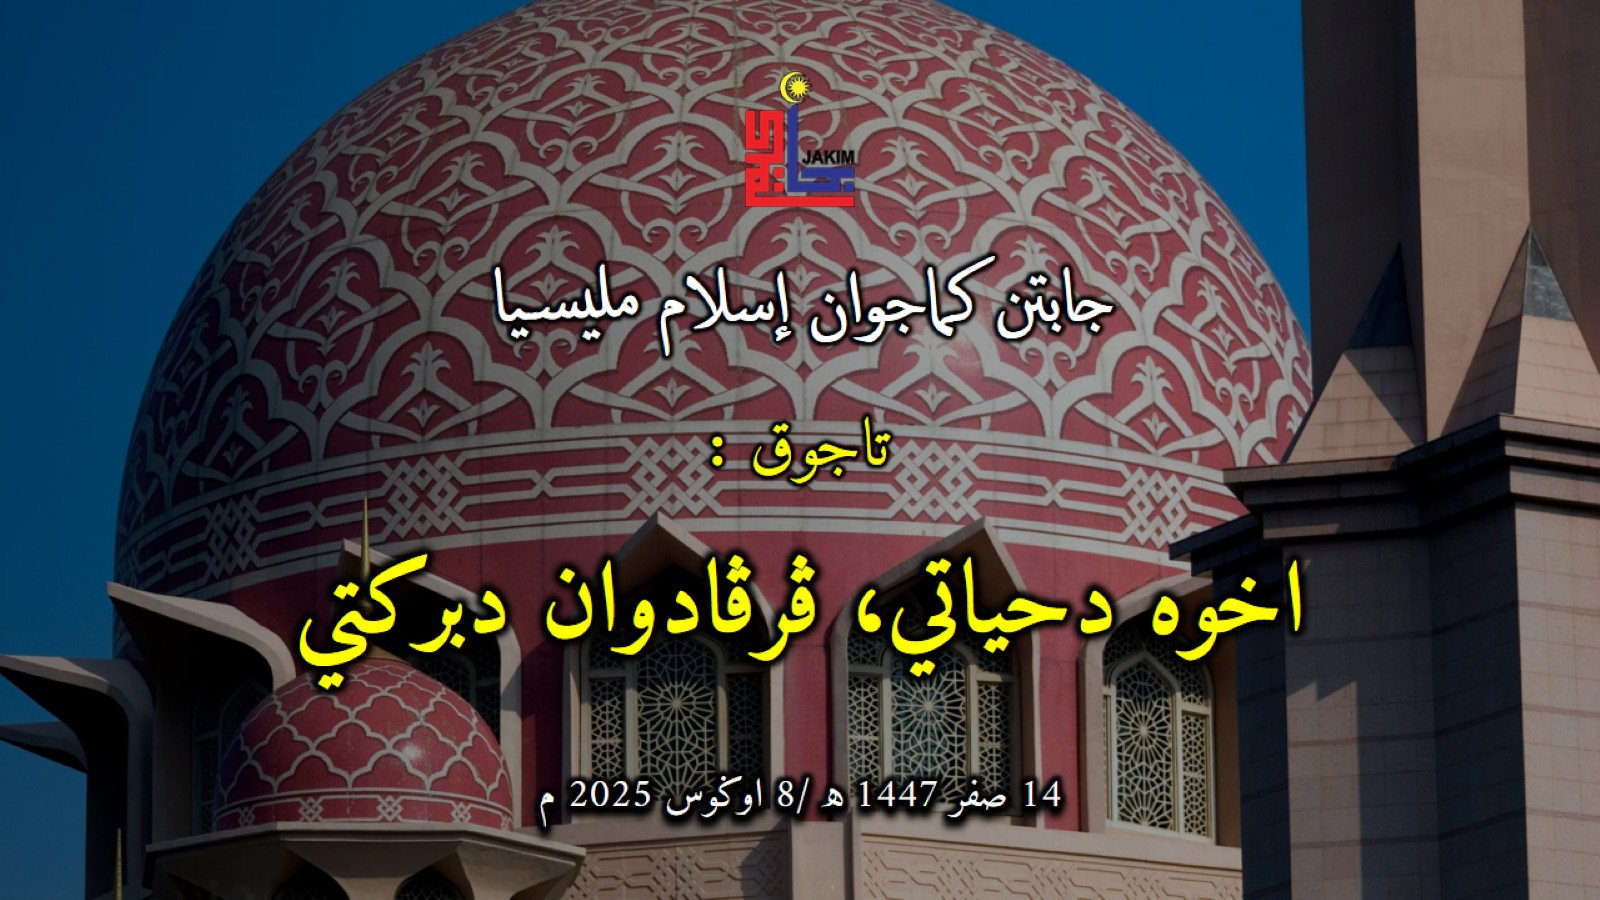 JAKIM
جابتن كماجوان إسلام مليسيا
تاجوق :
اخوه دحياتي، ڤرڤادوان دبركتي
14 صفر 1447 ه /8 اوݢوس 2025 م